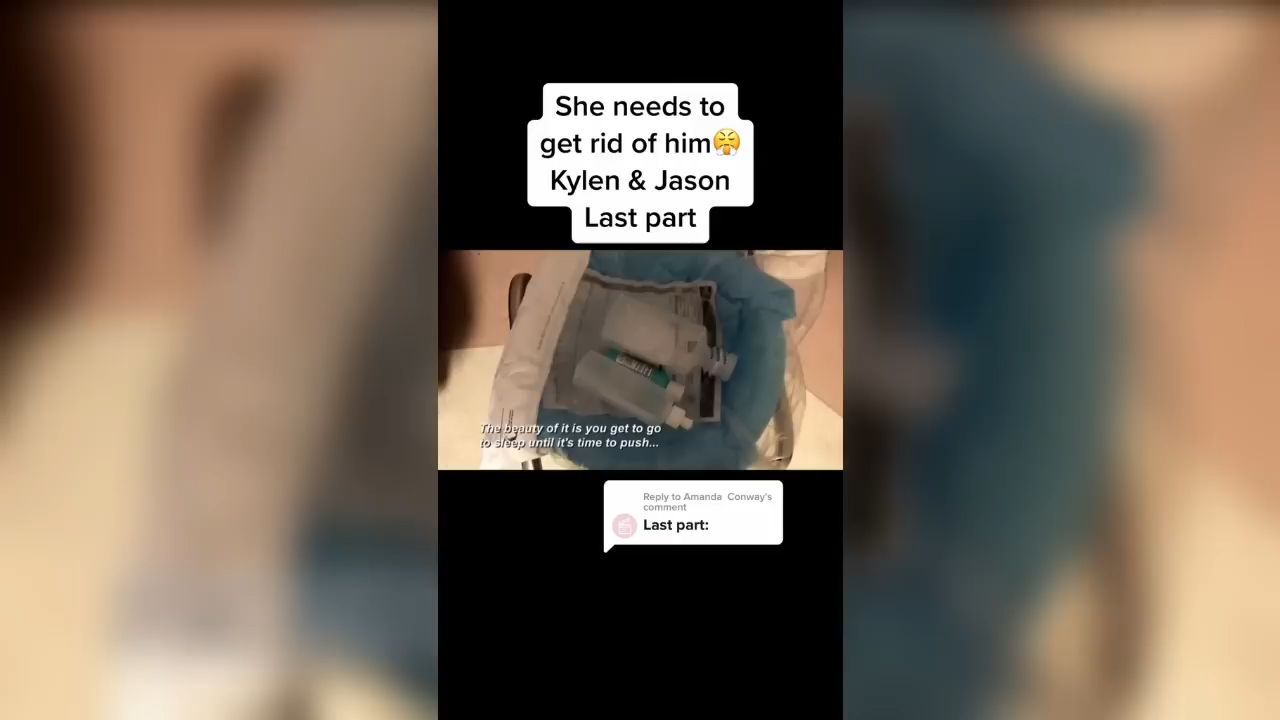 She needs to
get rid of him😤
Kylen & Jason
Last part
The beauty of it is you get to go
to sleep until it's time to push...
Reply to Amanda Conway's
comment
Last part: